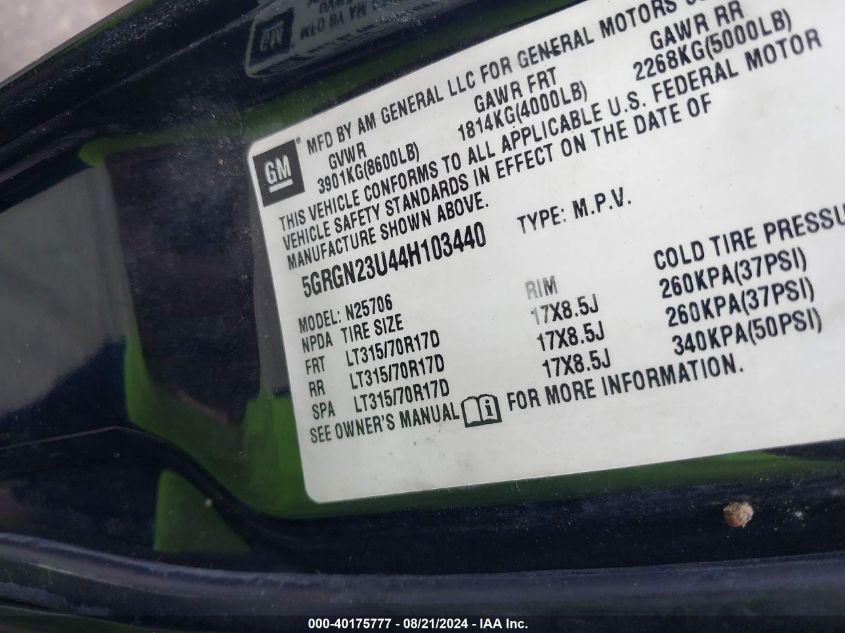 GM
MFD BY AM GENERAL LLC FOR GENERAL MOTORS
GVWR GAWR FRT GAWR RR
3901KG(8600LB) 1814KG(4000LB) 2268KG(5000LB)
THIS VEHICLE CONFORMS TO ALL APPLICABLE U.S. FEDERAL MOTOR
VEHICLE SAFETY STANDARDS IN EFFECT ON THE DATE OF
MANUFACTURE SHOWN ABOVE.
5GRGN23U44H103440 TYPE: M.P.V.
MODEL: N25706
NPDA TIRE SIZE RIM COLD TIRE PRESSU
FRT LT315/70R17D 17X8.5J 260KPA(37PSI)
RR LT315/70R17D 17X8.5J 260KPA(37PSI)
SPA LT315/70R17D 17X8.5J 340KPA(50PSI)
SEE OWNER'S MANUAL FOR MORE INFORMATION.
000-40175777 - 08/21/2024 - IAA Inc.